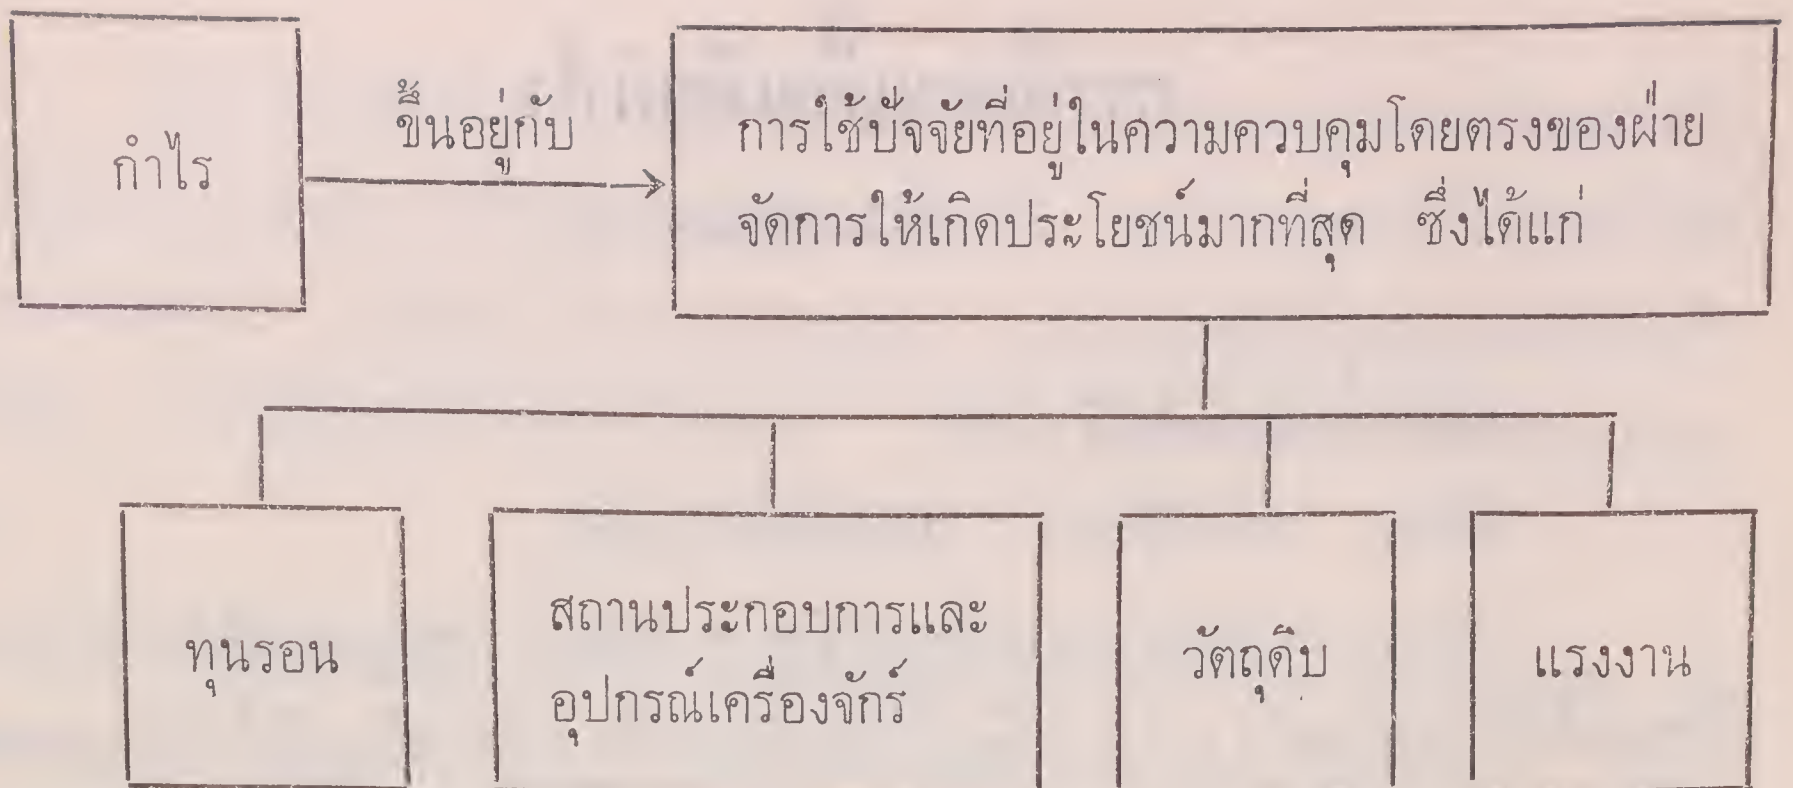 กำไร
ขึ้นอยู่กับ
การใช้ปัจจัยที่อยู่ในความควบคุมโดยตรงของฝ่าย
จัดการให้เกิดประโยชน์มากที่สุด ซึ่งได้แก่
ทุนรอน
สถานประกอบการและ
อุปกรณ์เครื่องจักร์
วัตถุดิบ
แรงงาน